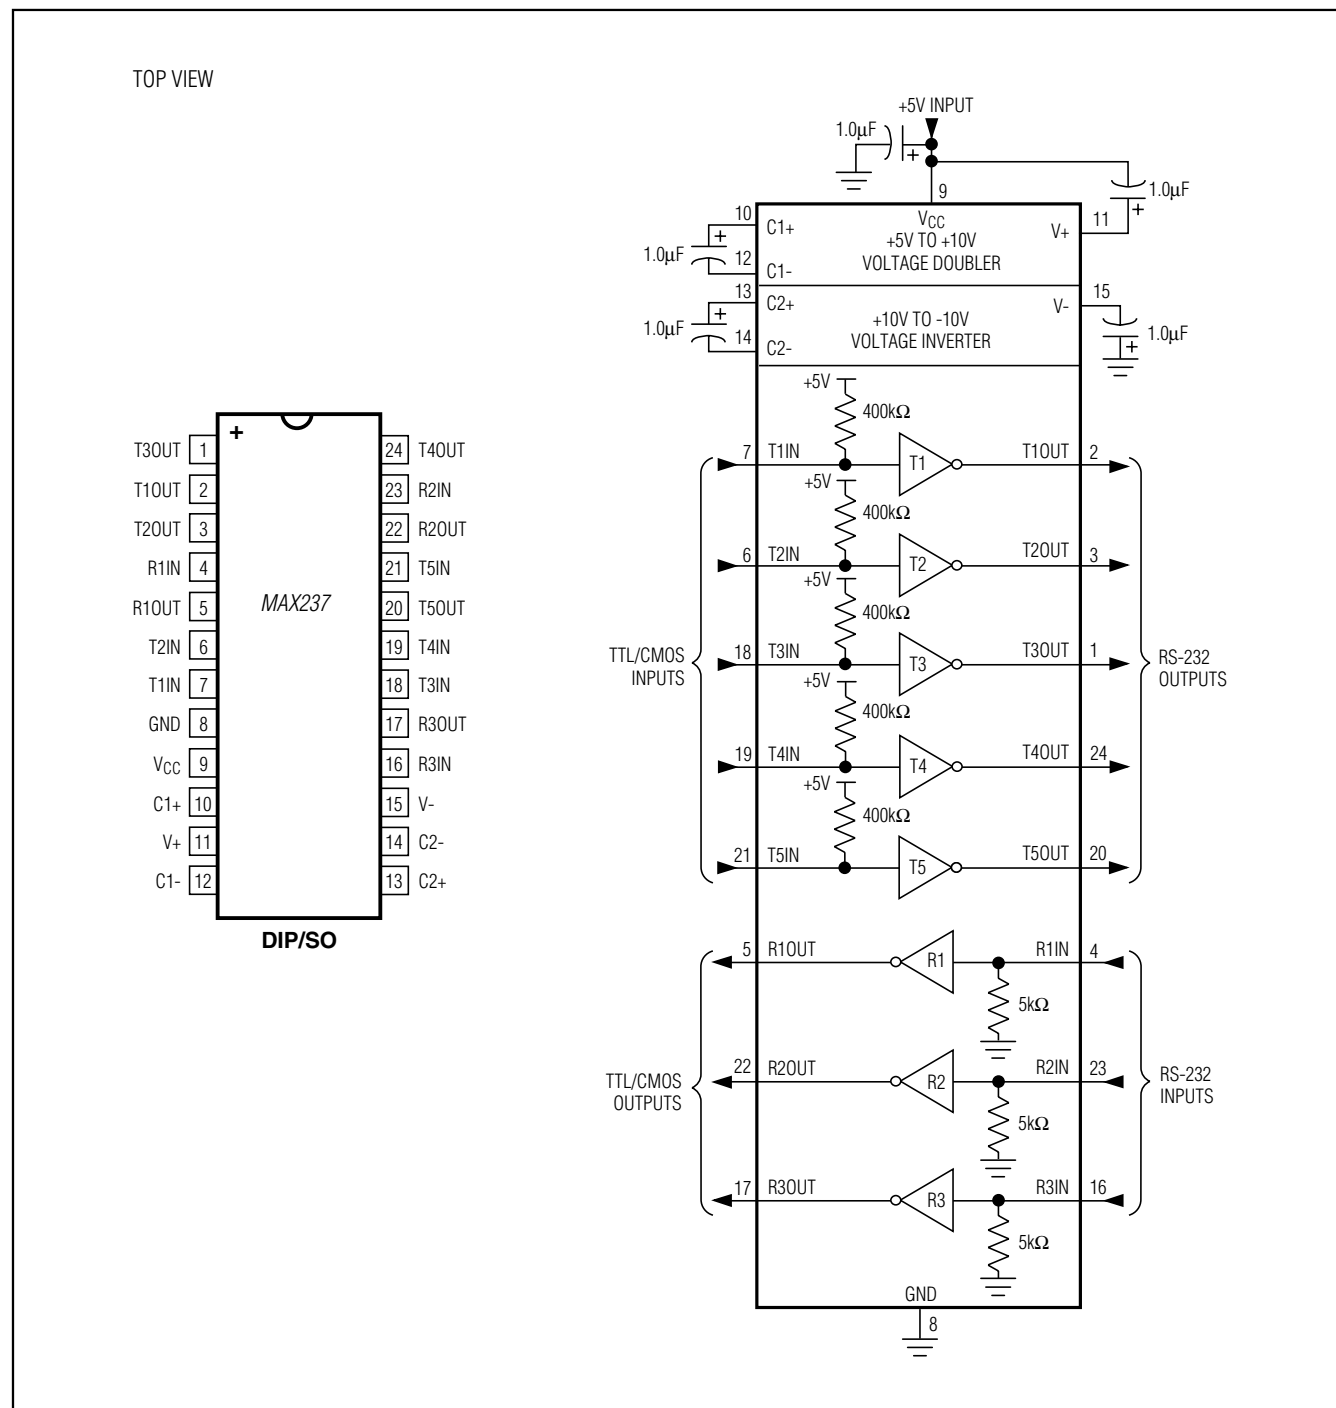 TOP VIEW
+5V INPUT
1.0µF
+
9
1.0µF
+
10
C1+
VCC
+5V TO +10V
VOLTAGE DOUBLER
V+
11
1.0µF
+
12
C1-
13
C2+
+10V TO -10V
VOLTAGE INVERTER
V-
15
1.0µF
+
14
C2-
1.0µF
+
+5V
400kΩ
7
T1IN
T1
T1OUT
2
+5V
400kΩ
6
T2IN
T2
T2OUT
3
+5V
400kΩ
18
T3IN
T3
T3OUT
1
+5V
400kΩ
19
T4IN
T4
T4OUT
24
+5V
400kΩ
21
T5IN
T5
T5OUT
20
TTL/CMOS
INPUTS
RS-232
OUTPUTS
5
R1OUT
R1
R1IN
4
5kΩ
22
R2OUT
R2
R2IN
23
5kΩ
17
R3OUT
R3
R3IN
16
5kΩ
TTL/CMOS
OUTPUTS
RS-232
INPUTS
GND
8
+
MAX237
T3OUT 1
T1OUT 2
T2OUT 3
R1IN 4
R1OUT 5
T2IN 6
T1IN 7
GND 8
VCC 9
C1+ 10
V+ 11
C1- 12
24 T4OUT
23 R2IN
22 R2OUT
21 T5IN
20 T5OUT
19 T4IN
18 T3IN
17 R3OUT
16 R3IN
15 V-
14 C2-
13 C2+
DIP/SO